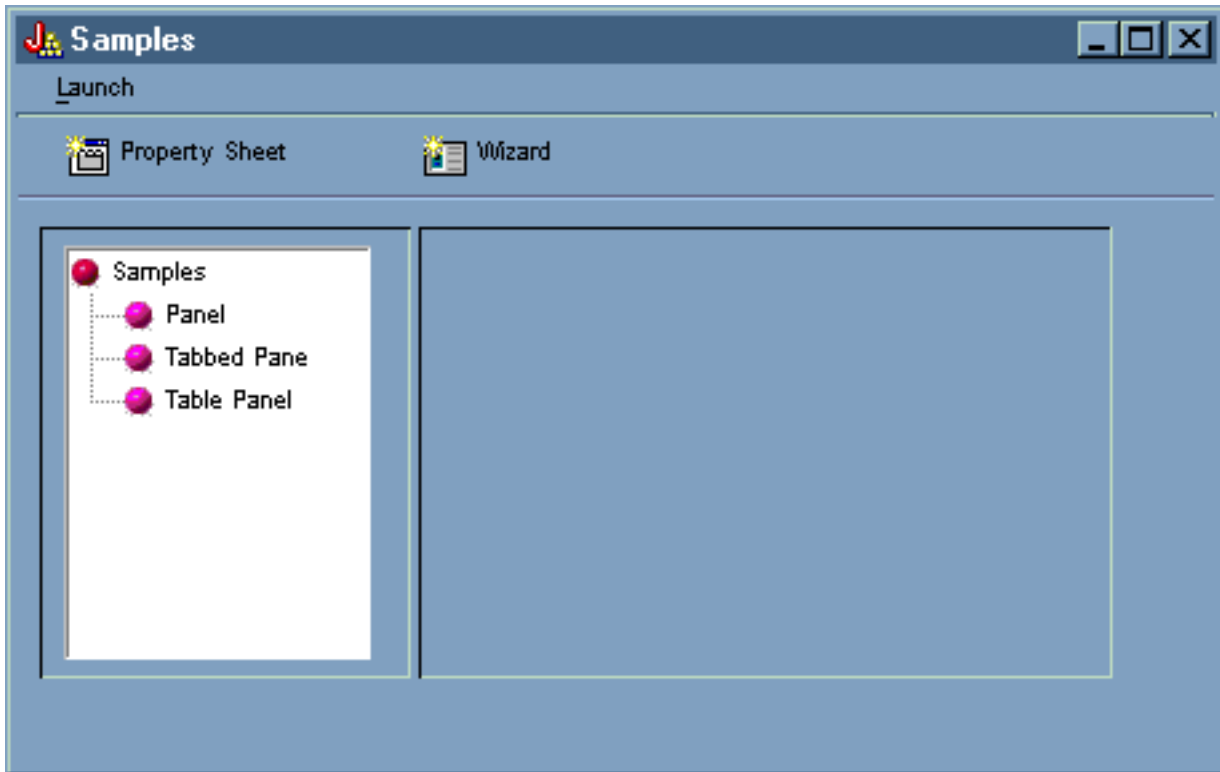 Samples
Launch
Property Sheet Wizard
Samples
Panel
Tabbed Pane
Table Panel